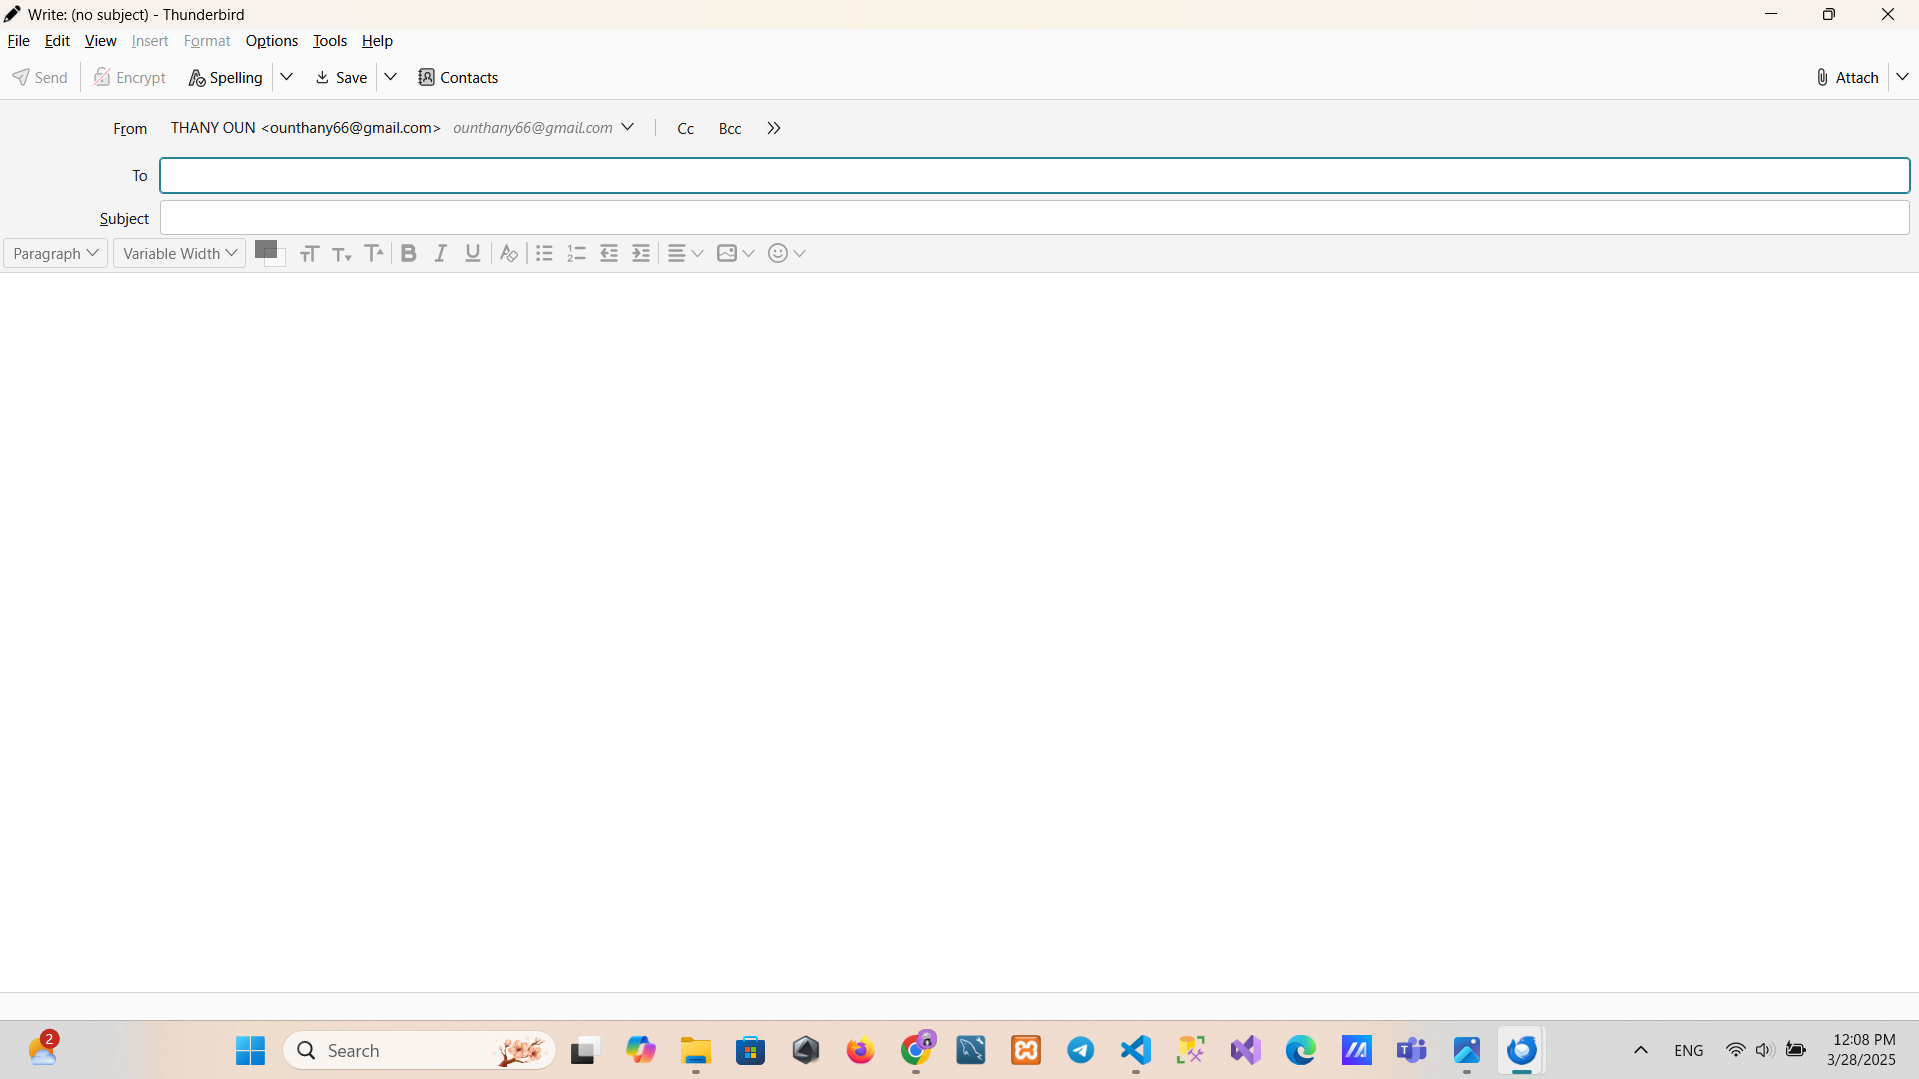 Write: (no subject) - Thunderbird
File Edit View Insert Format Options Tools Help
Send Encrypt Spelling Save Contacts Attach
From THANY OUN <ounthany66@gmail.com> ounthany66@gmail.com Cc Bcc
To
Subject
Paragraph Variable Width
2 Search ENG 12:08 PM
3/28/2025